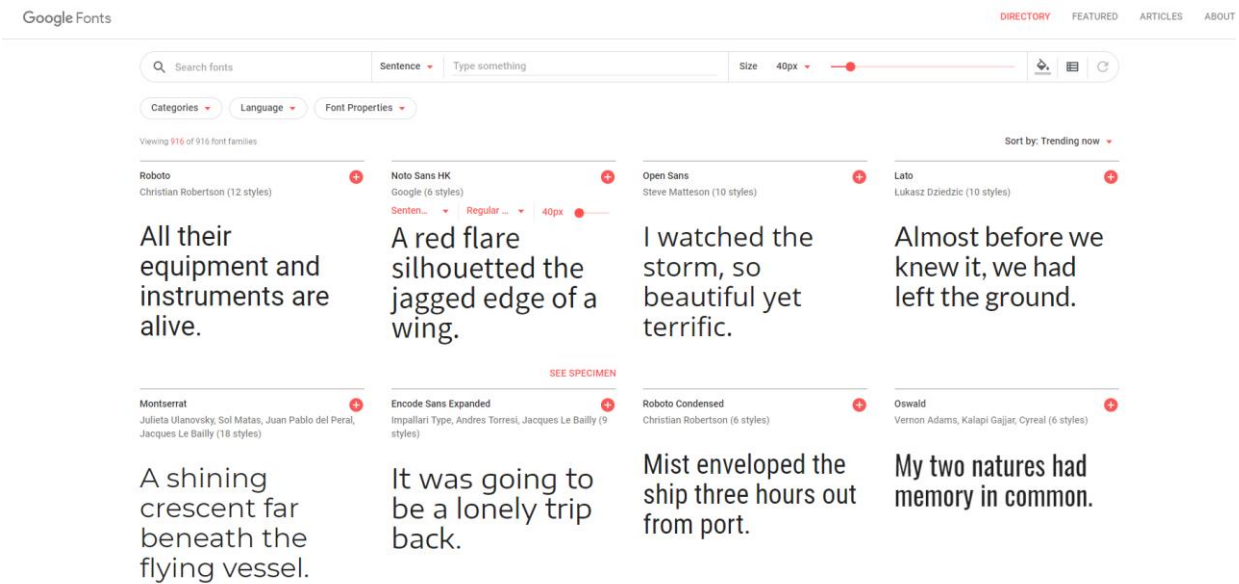 Google Fonts
DIRECTORY FEATURED ARTICLES ABOUT
Search fonts
Sentence
Type something
Size 40px
Categories
Language
Font Properties
Viewing 916 of 916 font families
Sort by: Trending now
Roboto
Christian Robertson (12 styles)
All their
equipment and
instruments are
alive.
Noto Sans HK
Google (6 styles)
Senten... Regular ... 40px
A red flare
silhouetted the
jagged edge of a
wing.
SEE SPECIMEN
Open Sans
Steve Matteson (10 styles)
I watched the
storm, so
beautiful yet
terrific.
Lato
Łukasz Dziedzic (10 styles)
Almost before we
knew it, we had
left the ground.
Montserrat
Julieta Ulanovsky, Sol Matas, Juan Pablo del Peral,
Jacques Le Bailly (18 styles)
A shining
crescent far
beneath the
flying vessel.
Encode Sans Expanded
Impallari Type, Andres Torresi, Jacques Le Bailly (9
styles)
It was going to
be a lonely trip
back.
Roboto Condensed
Christian Robertson (6 styles)
Mist enveloped the
ship three hours out
from port.
Oswald
Vernon Adams, Kalapi Gajjar, Cyreal (6 styles)
My two natures had
memory in common.